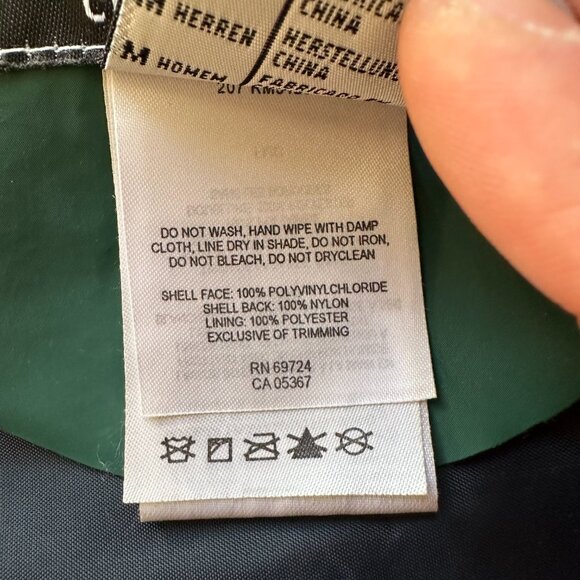 CHINA
M HERREN
HERSTELLUNG
CHINA
M HOMEM
DO NOT WASH, HAND WIPE WITH DAMP
CLOTH, LINE DRY IN SHADE, DO NOT IRON,
DO NOT BLEACH, DO NOT DRYCLEAN
SHELL FACE: 100% POLYVINYLCHLORIDE
SHELL BACK: 100% NYLON
LINING: 100% POLYESTER
EXCLUSIVE OF TRIMMING
RN 69724
CA 05367